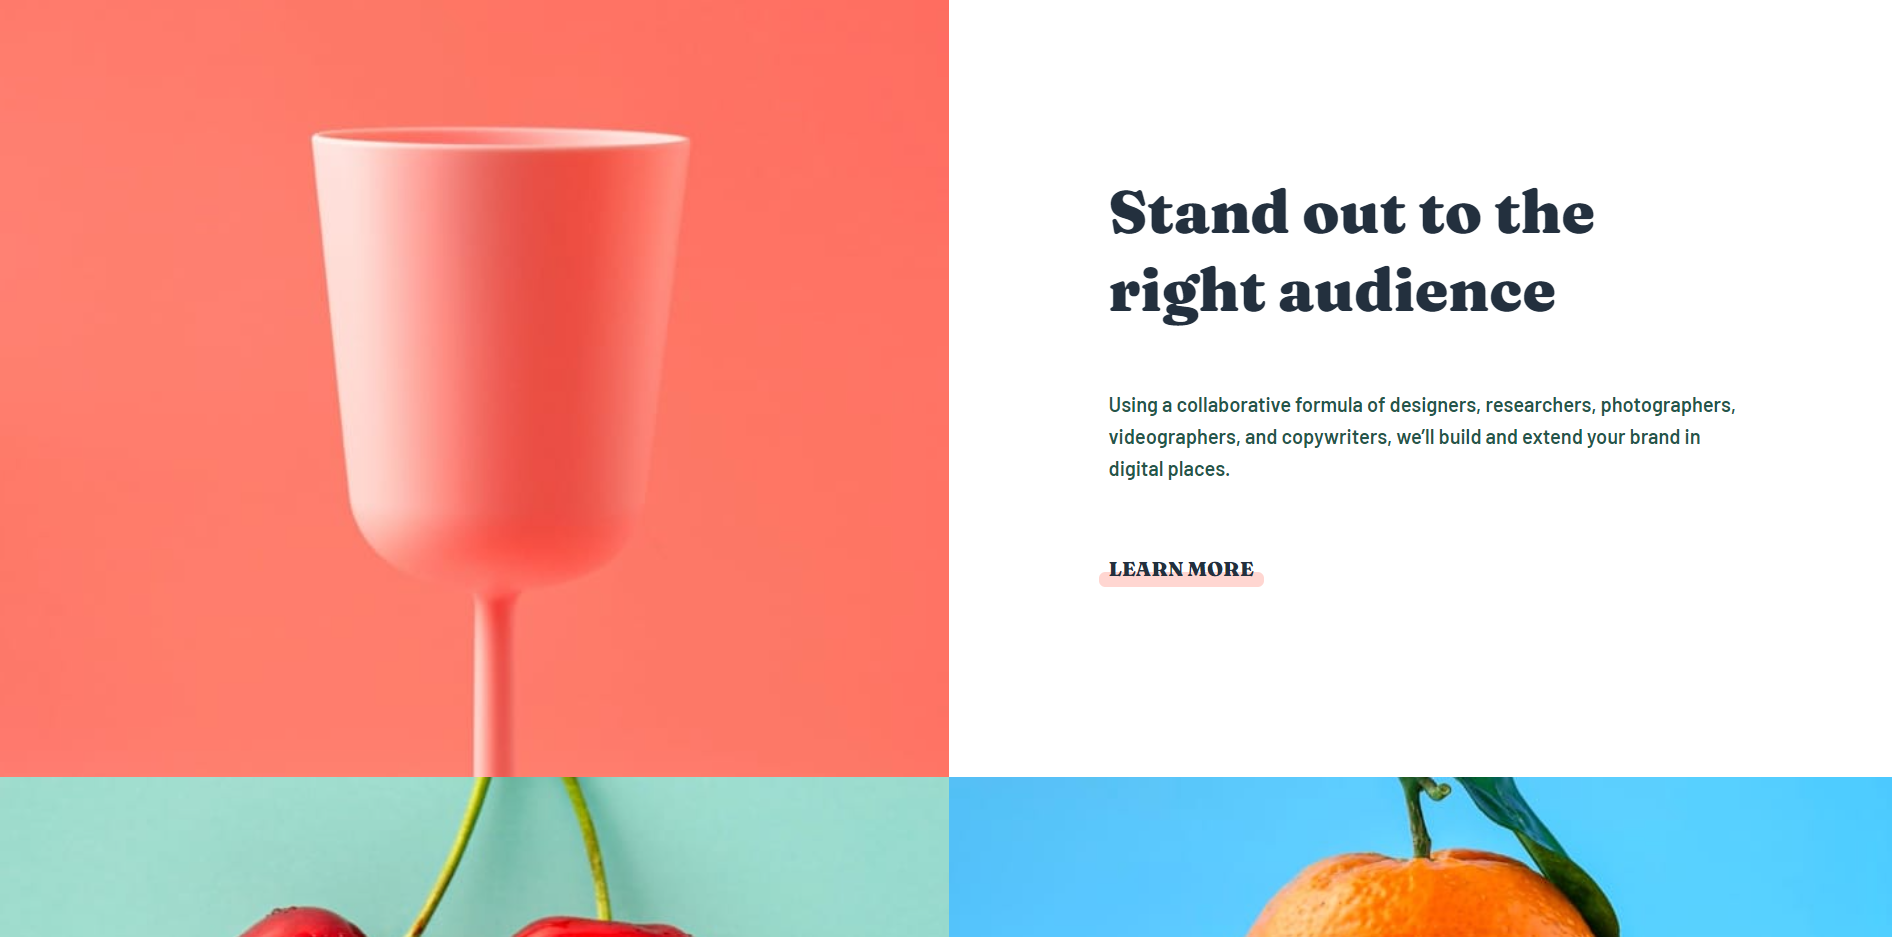 Stand out to the
right audience
Using a collaborative formula of designers, researchers, photographers,
videographers, and copywriters, we’ll build and extend your brand in
digital places.
LEARN MORE